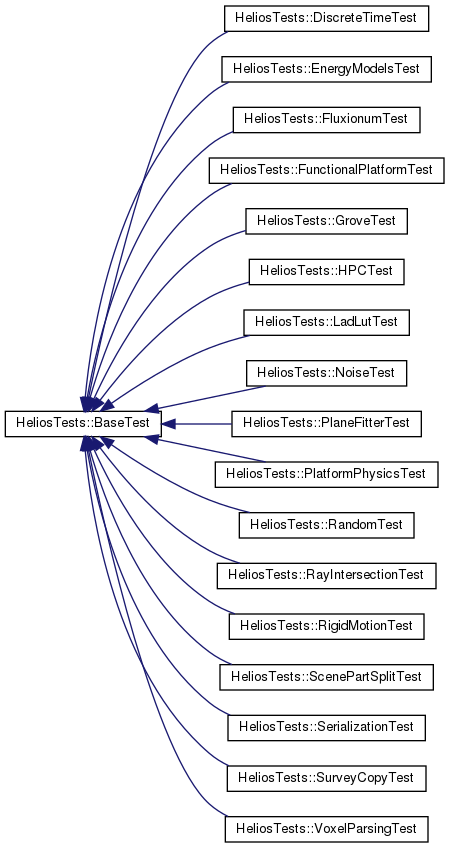 HeliosTests::DiscreteTimeTest
HeliosTests::EnergyModelsTest
HeliosTests::FluxionumTest
HeliosTests::FunctionalPlatformTest
HeliosTests::GroveTest
HeliosTests::HPCTest
HeliosTests::LadLutTest
HeliosTests::NoiseTest
HeliosTests::BaseTest
HeliosTests::PlaneFitterTest
HeliosTests::PlatformPhysicsTest
HeliosTests::RandomTest
HeliosTests::RayIntersectionTest
HeliosTests::RigidMotionTest
HeliosTests::ScenePartSplitTest
HeliosTests::SerializationTest
HeliosTests::SurveyCopyTest
HeliosTests::VoxelParsingTest